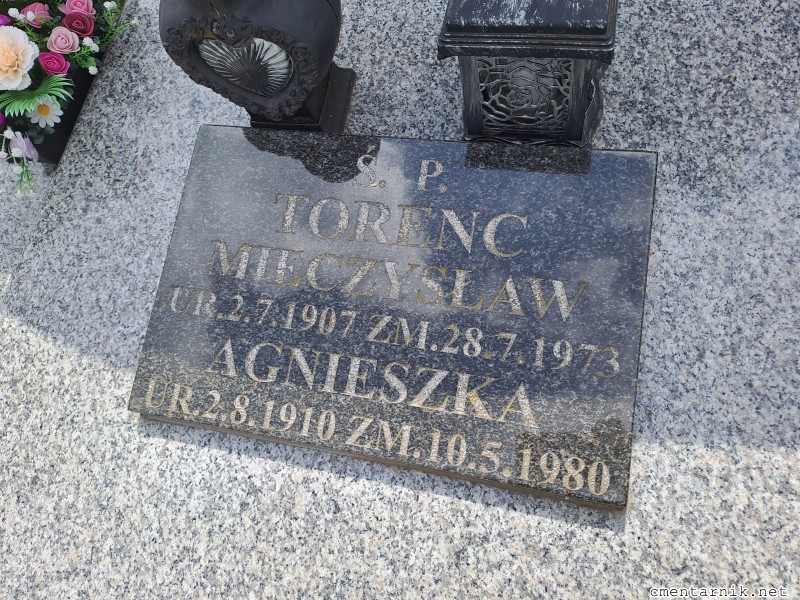 Ś. P.
TORENC
MIECZYSŁAW
UR.2.7.1907 ZM.28.7.1973
AGNIESZKA
UR.2.8.1910 ZM.10.5.1980
cmentarnik.net